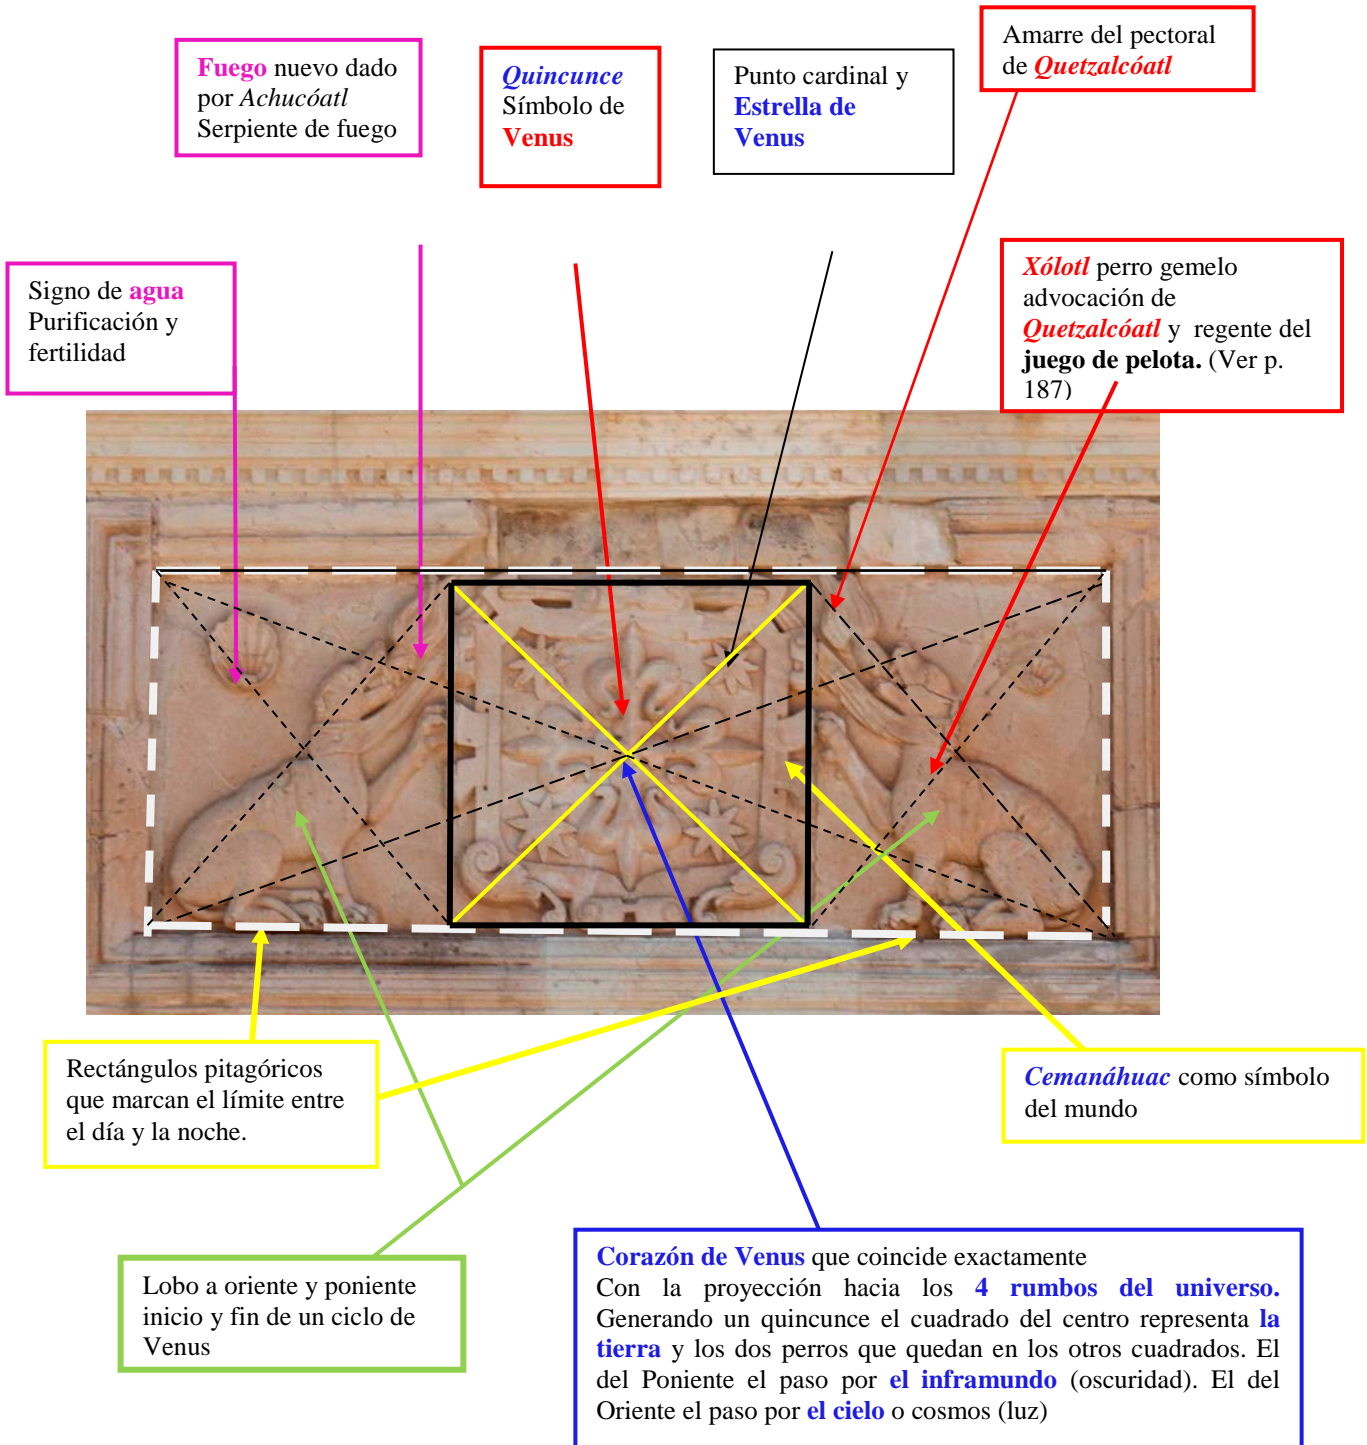 Amarre del pectoral
de Quetzalcóatl
Fuego nuevo dado
por Achucóatl
Serpiente de fuego
Quincunce
Símbolo de
Venus
Punto cardinal y
Estrella de
Venus
Signo de agua
Purificación y
fertilidad
Xólotl perro gemelo
advocación de
Quetzalcóatl y regente del
juego de pelota. (Ver p.
187)
Rectángulos pitagóricos
que marcan el límite entre
el día y la noche.
Cemanáhuac como símbolo
del mundo
Lobo a oriente y poniente
inicio y fin de un ciclo de
Venus
Corazón de Venus que coincide exactamente
Con la proyección hacia los 4 rumbos del universo.
Generando un quincunce el cuadrado del centro representa la
tierra y los dos perros que quedan en los otros cuadrados. El
del Poniente el paso por el inframundo (oscuridad). El del
Oriente el paso por el cielo o cosmos (luz)